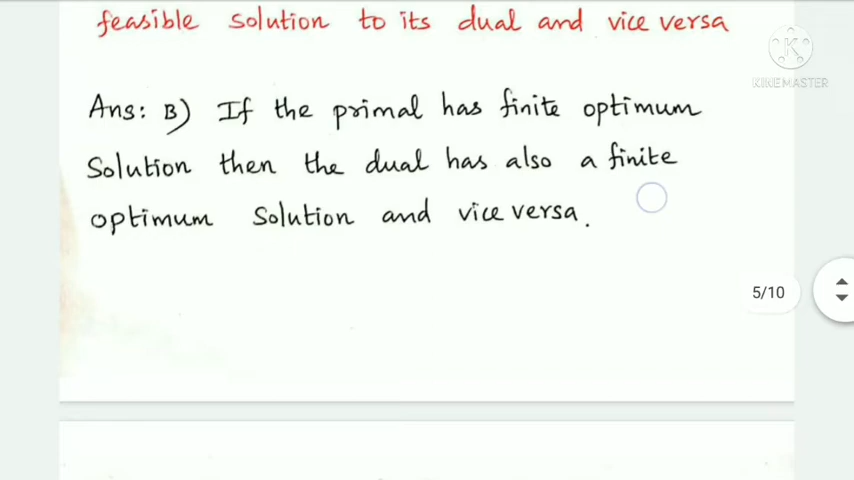 feasible solution to its dual and vice versa
KINEMASTER
Ans: B) If the primal has finite optimum
Solution then the dual has also a finite
optimum Solution and vice versa.
5/10